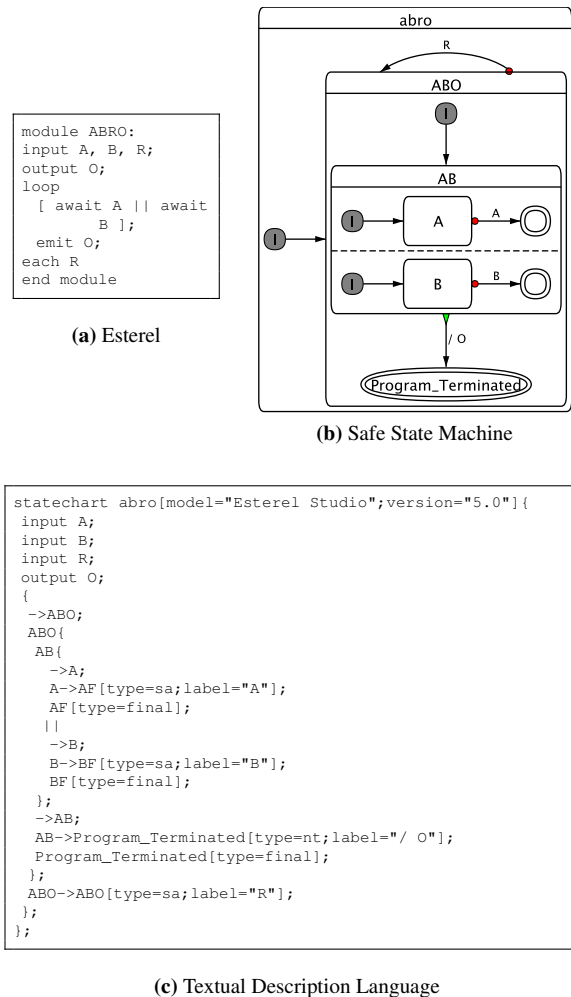 module ABRO:
input A, B, R;
output O;
loop
[ await A || await
B ];
emit O;
each R
end module
(a) Esterel
abro
R
ABO
I
AB
I
A
A
I
I
B
B
/ O
Program_Terminated
(b) Safe State Machine
statechart abro[model="Esterel Studio";version="5.0"]{
input A;
input B;
input R;
output O;
{
->ABO;
ABO{
AB{
->A;
A->AF[type=sa;label="A"];
AF[type=final];
||
->B;
B->BF[type=sa;label="B"];
BF[type=final];
};
->AB;
AB->Program_Terminated[type=nt;label="/ O"];
Program_Terminated[type=final];
};
ABO->ABO[type=sa;label="R"];
};
};
(c) Textual Description Language